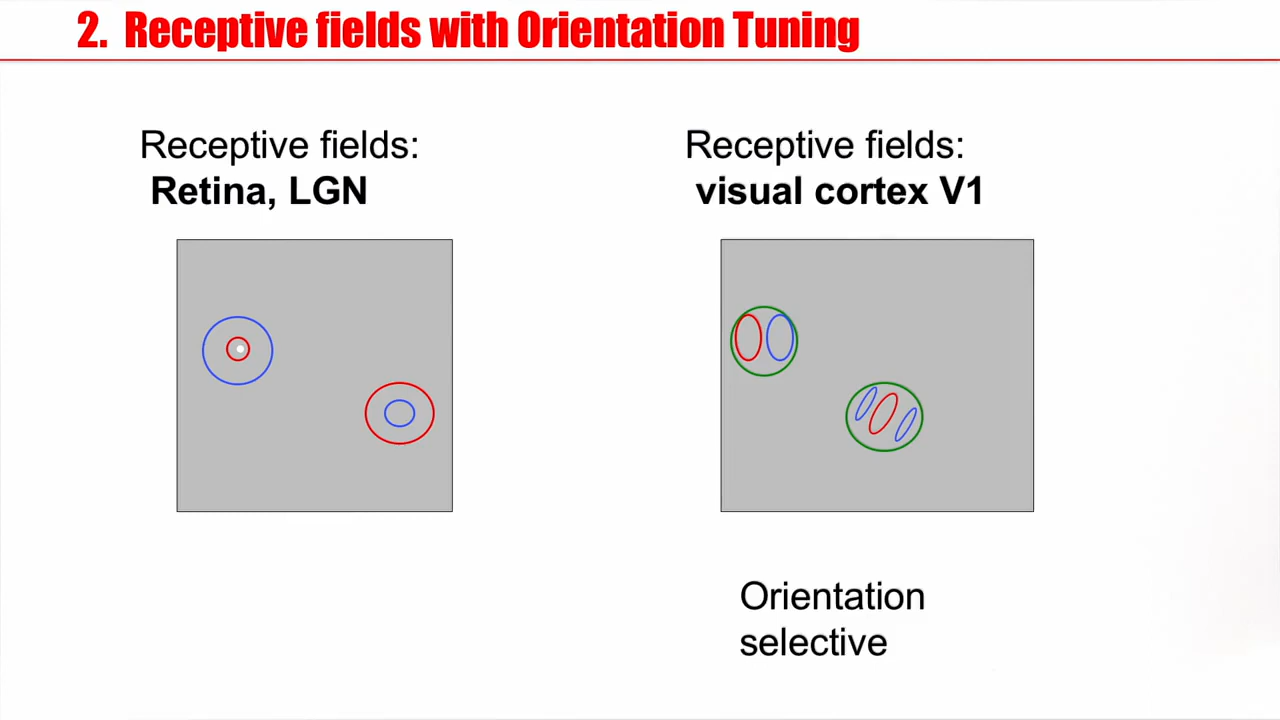 2. Receptive fields with Orientation Tuning
Receptive fields:
Retina, LGN
Receptive fields:
visual cortex V1
Orientation
selective